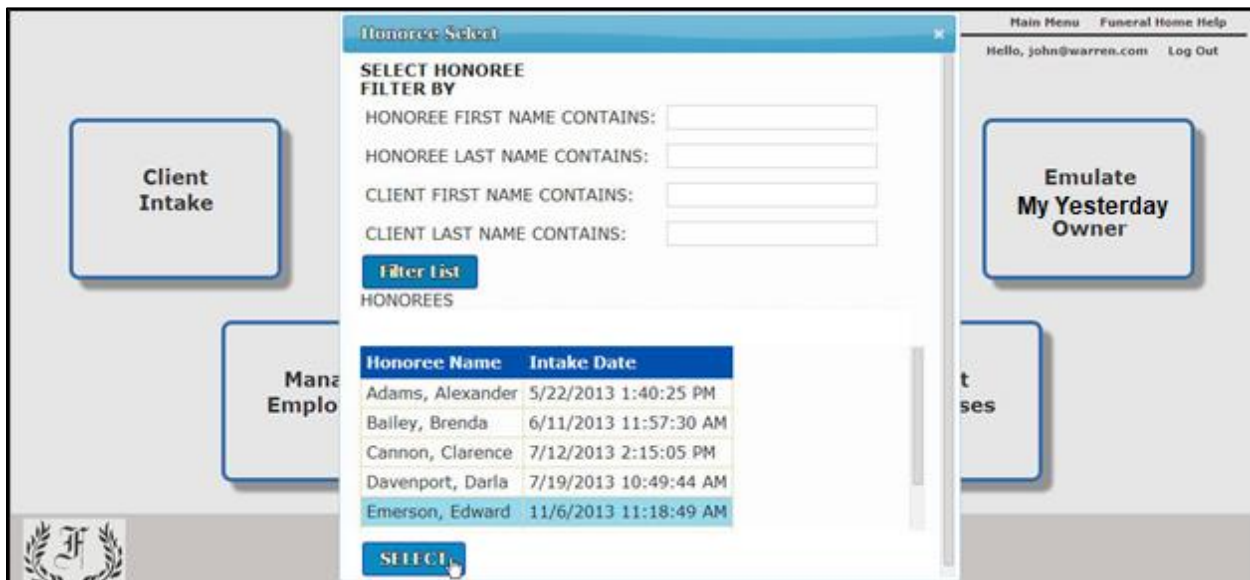 Main Menu Funeral Home Help
Hello, john@warren.com Log Out
Honoree Select
SELECT HONOREE
FILTER BY
HONOREE FIRST NAME CONTAINS:
HONOREE LAST NAME CONTAINS:
CLIENT FIRST NAME CONTAINS:
CLIENT LAST NAME CONTAINS:
Filter List
HONOREES
Honoree Name Intake Date
Adams, Alexander 5/22/2013 1:40:25 PM
Bailey, Brenda 6/11/2013 11:57:30 AM
Cannon, Clarence 7/12/2013 2:15:05 PM
Davenport, Darla 7/19/2013 10:49:44 AM
Emerson, Edward 11/6/2013 11:18:49 AM
SELECT
Client
Intake
Emulate
My Yesterday
Owner
Mana
Emplo
t
ses
F